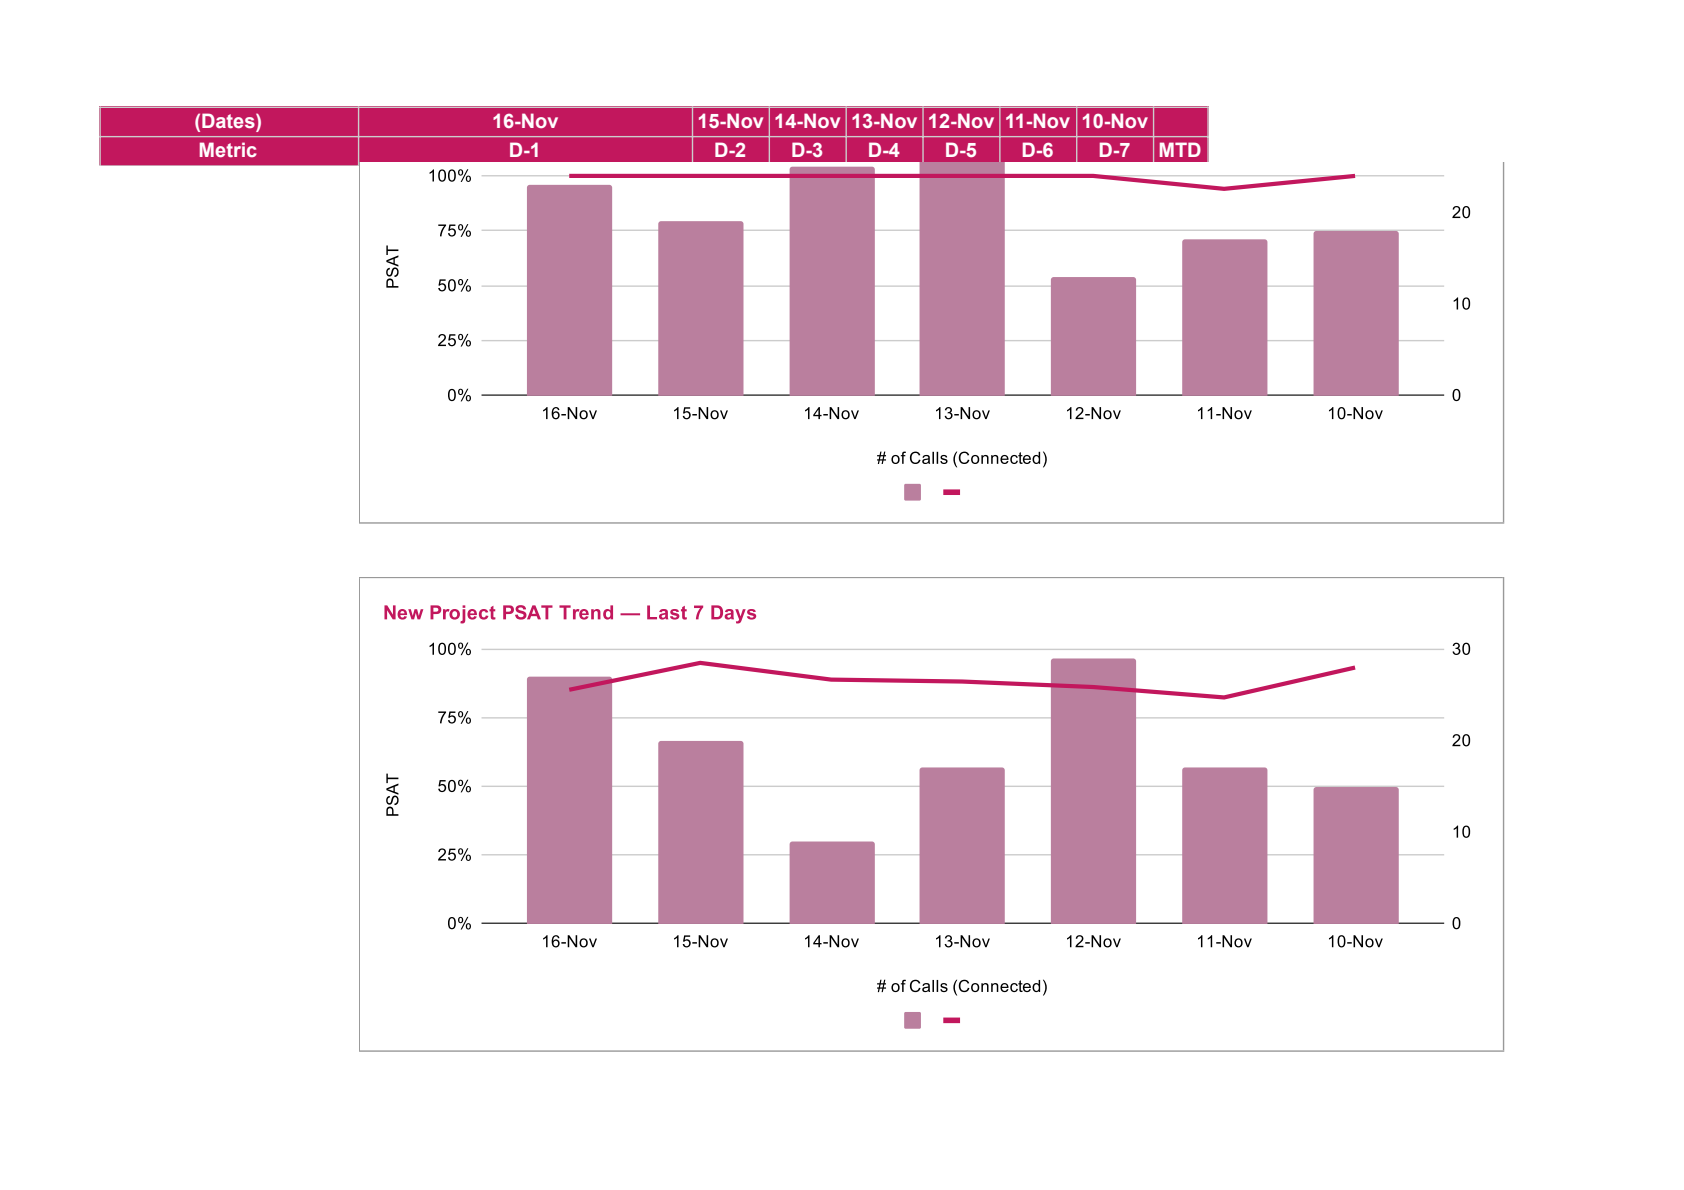 (Dates) 16-Nov 15-Nov 14-Nov 13-Nov 12-Nov 11-Nov 10-Nov
Metric D-1 D-2 D-3 D-4 D-5 D-6 D-7 MTD
100%
20
75%
PSAT
50%
10
25%
0% 0
16-Nov 15-Nov 14-Nov 13-Nov 12-Nov 11-Nov 10-Nov
# of Calls (Connected)
New Project PSAT Trend — Last 7 Days
100% 30
75%
20
PSAT
50%
10
25%
0% 0
16-Nov 15-Nov 14-Nov 13-Nov 12-Nov 11-Nov 10-Nov
# of Calls (Connected)